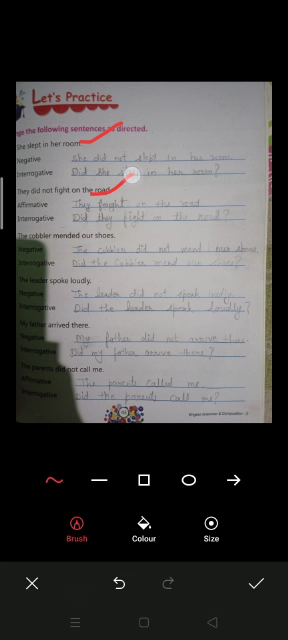 Let's Practice
the following sentences as directed.
She slept in her room.
Negative She did not slept in her room
Interrogative Did she in her room?
They did not fight on the road.
Affirmative They fought on the road
Interrogative Did they fight on the road?
The cobbler mended our shoes.
Negative The cobbler did not mend shoes
Interrogative Did the cobbler mend our shoes?
The leader spoke loudly.
Negative The leader did not speak
Interrogative Did the leader speak loudly?
My father arrived there.
Negative My father did not arrive
Interrogative Did my father arrive there?
The parents did not call me.
Affirmative The parents called me.
Interrogative Did the parents call me?
English Grammar & Composition
Brush
Colour
Size